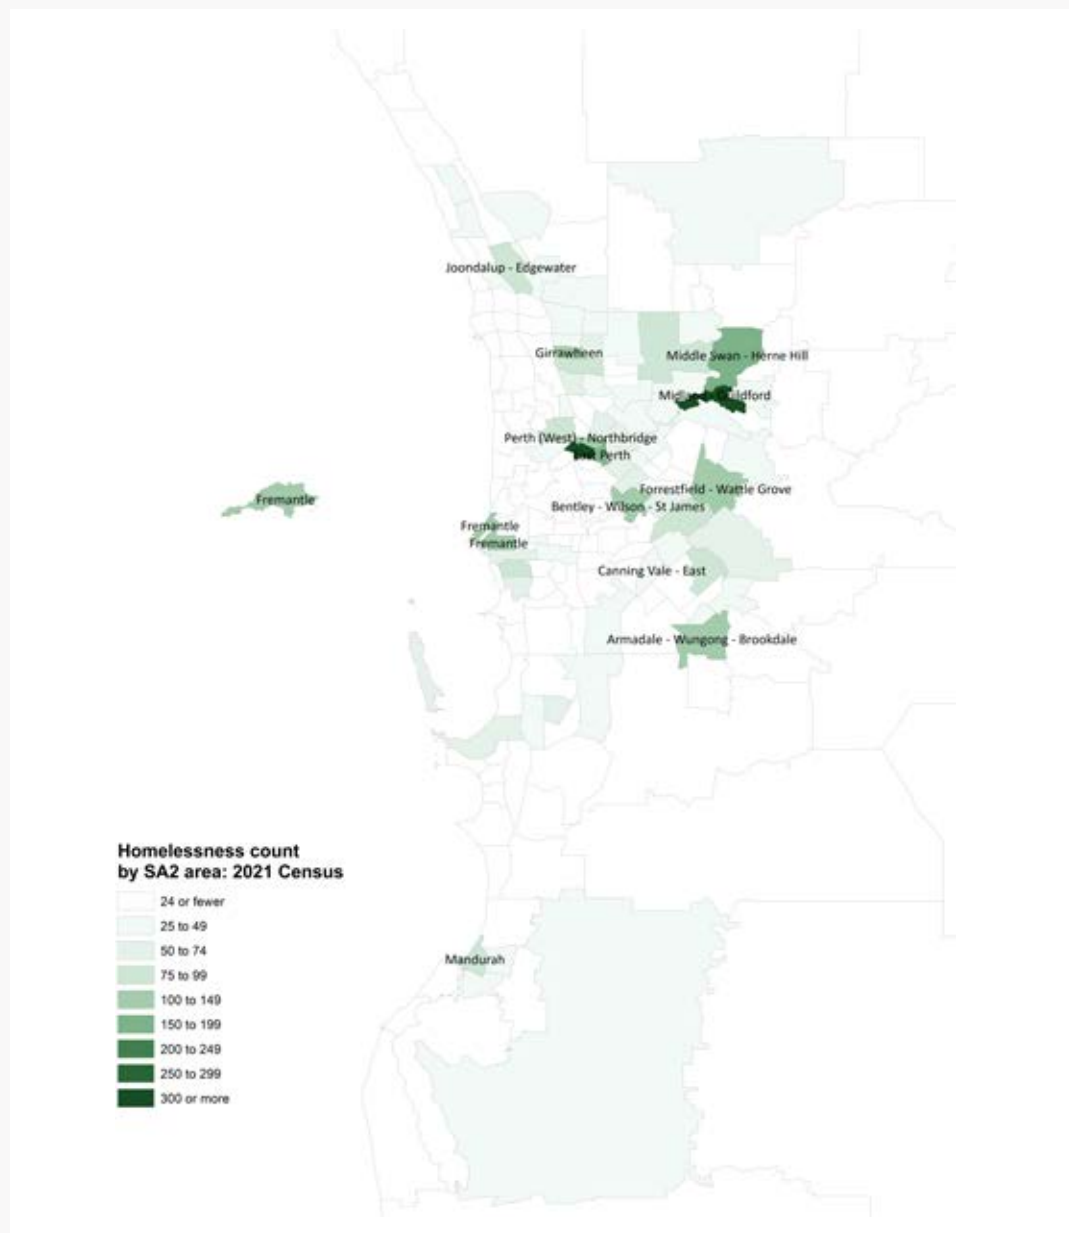 Joondalup - Edgewater
Girrawheen
Middle Swan - Herne Hill
Guildford
Perth (West) - Northbridge
Perth
Forrestfield - Wattle Grove
Fremantle
Bentley - Wilson - St James
Fremantle
Fremantle
Canning Vale - East
Armadale - Wungong - Brookdale
Homelessness count
by SA2 area: 2021 Census
24 or fewer
25 to 49
50 to 74
75 to 99
100 to 149
150 to 199
200 to 249
250 to 299
300 or more
Mandurah